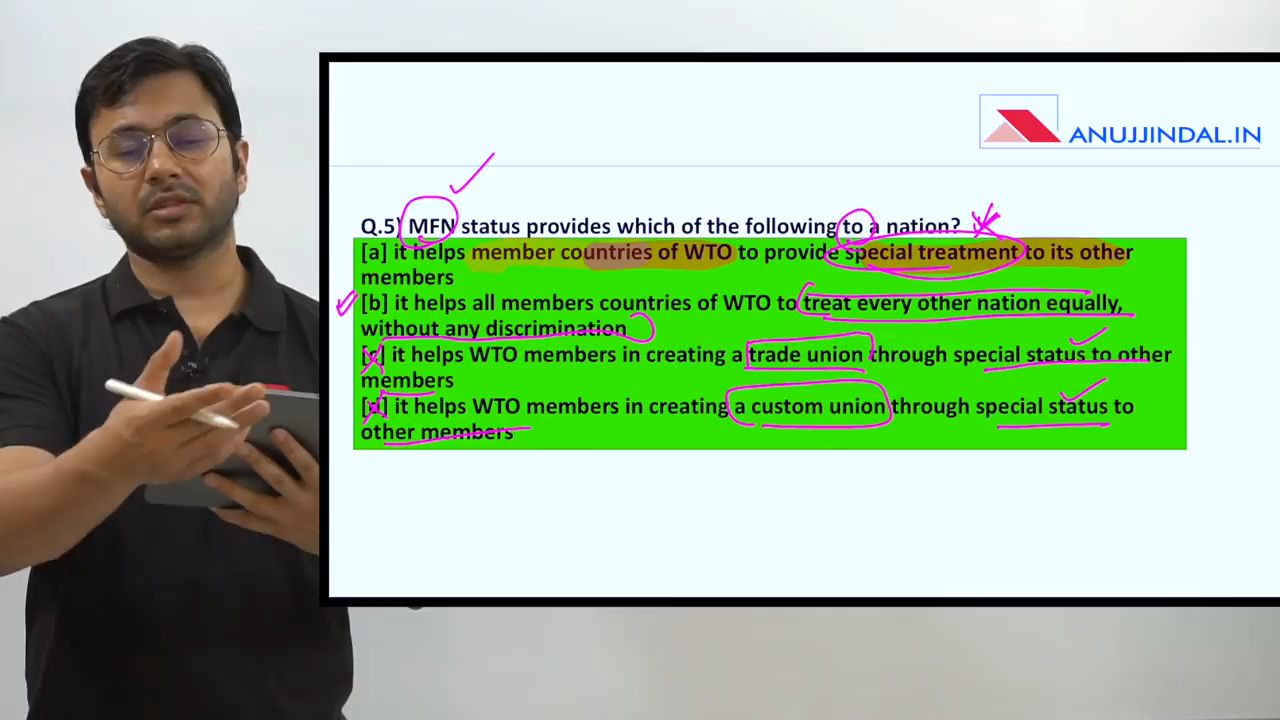 ANUJJINDAL.IN
Q.5) MFN status provides which of the following to a nation?
[a] it helps member countries of WTO to provide special treatment to its other
members
[b] it helps all members countries of WTO to treat every other nation equally,
without any discrimination
[c] it helps WTO members in creating a trade union through special status to other
members
[d] it helps WTO members in creating a custom union through special status to
other members